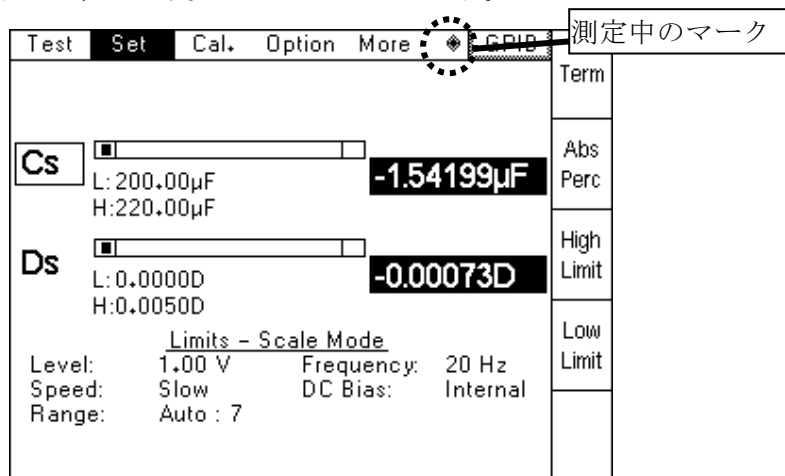 測定中のマーク
Test Set Cal. Option More GPIB
Term
Abs
Perc
High
Limit
Low
Limit
Cs
-1.54199µF
L:200.00µF
H:220.00µF
Ds
-0.00073D
L:0.0000D
H:0.0050D
Limits – Scale Mode
Level: 1.00 V Frequency: 20 Hz
Speed: Slow DC Bias: Internal
Range: Auto : 7